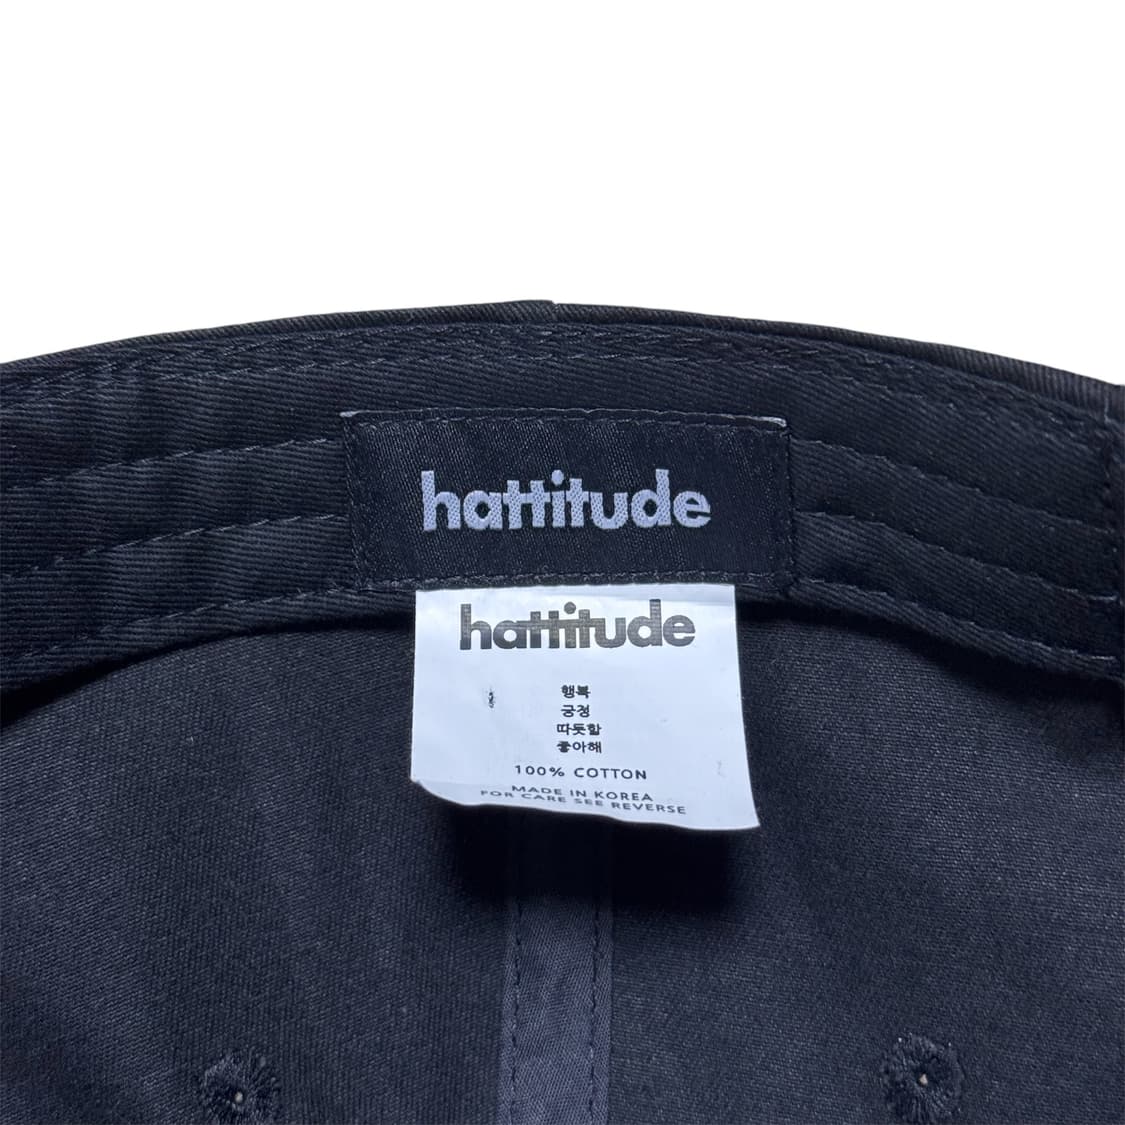 hattitude
hattitude
행복
긍정
따듯함
좋아해
100% COTTON
MADE IN KOREA
FOR CARE SEE REVERSE